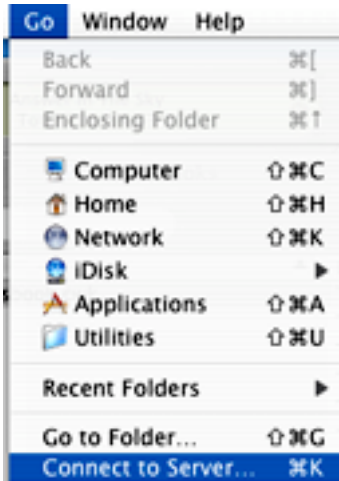 Go Window Help
Back ⌘[
Forward ⌘]
Enclosing Folder ⌘↑
Computer ⇧⌘C
Home ⇧⌘H
Network ⇧⌘K
iDisk ▶
Applications ⇧⌘A
Utilities ⇧⌘U
Recent Folders ▶
Go to Folder... ⇧⌘G
Connect to Server... ⌘K